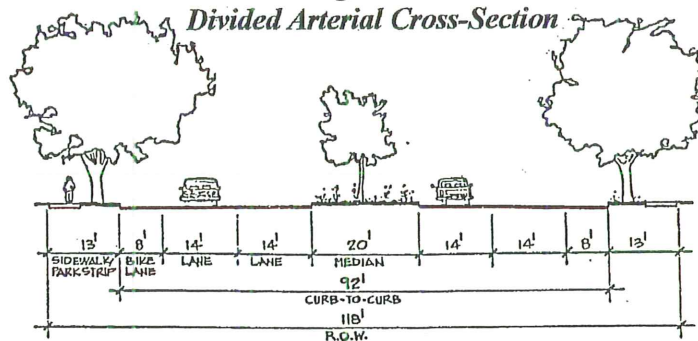 Divided Arterial Cross-Section
13' 8' 14' 14' 20' 14' 14' 8' 13'
SIDEWALK/ BIKE LANE LANE MEDIAN
PARKSTRIP LANE
92'
CURB-TO-CURB
118'
R.O.W.